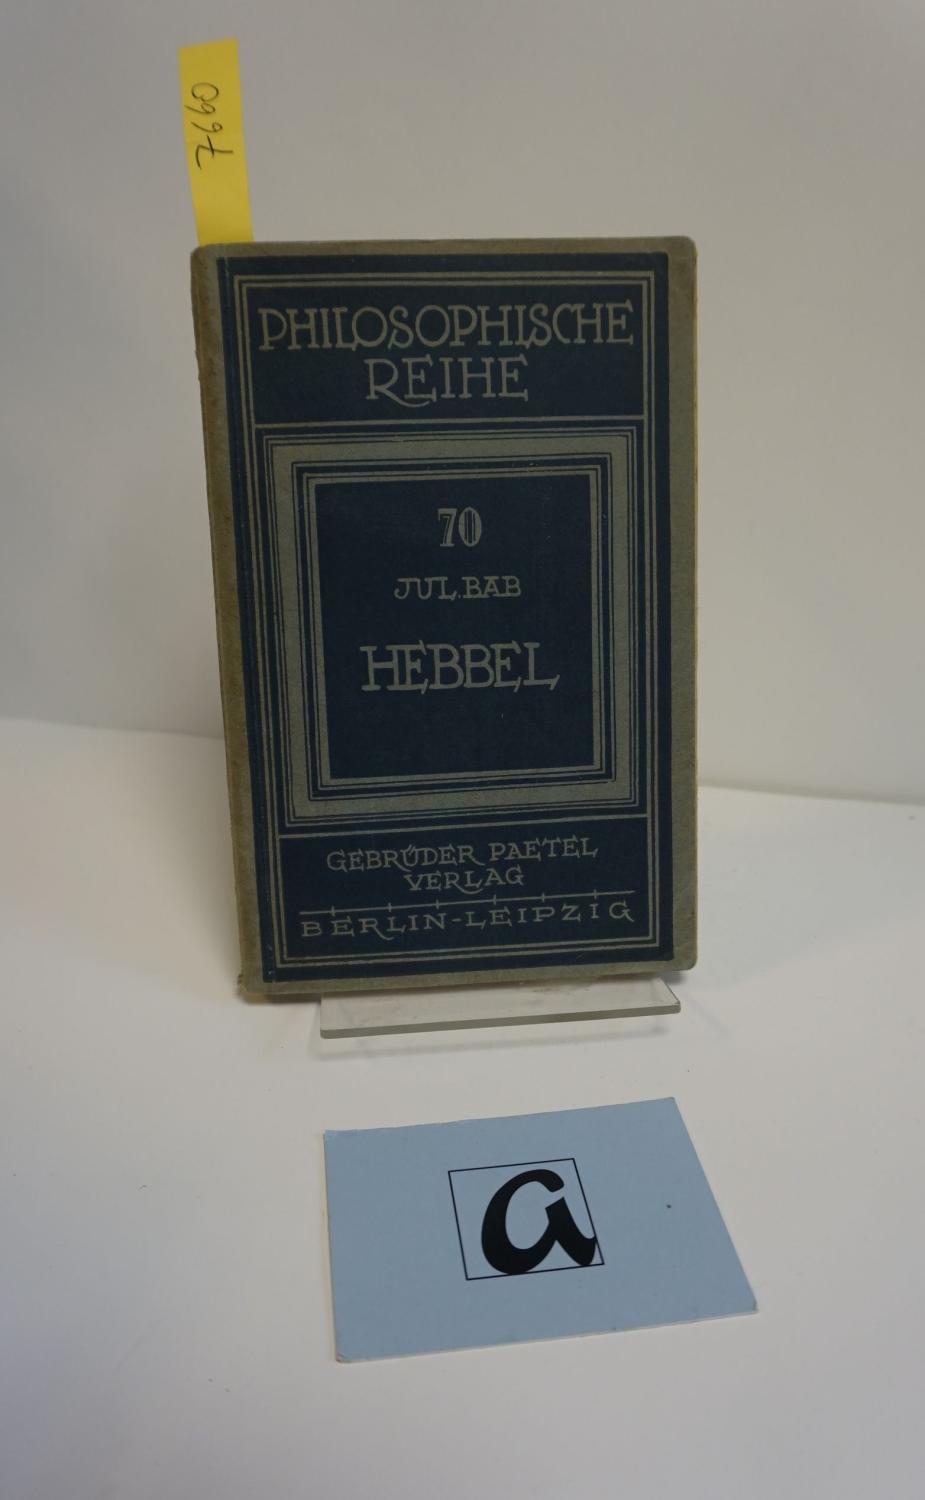 7660
PHILOSOPHISCHE
REIHE
70
JUL. BAB
HEBBEL
GEBRÜDER PAETEL
VERLAG
BERLIN-LEIPZIG
a